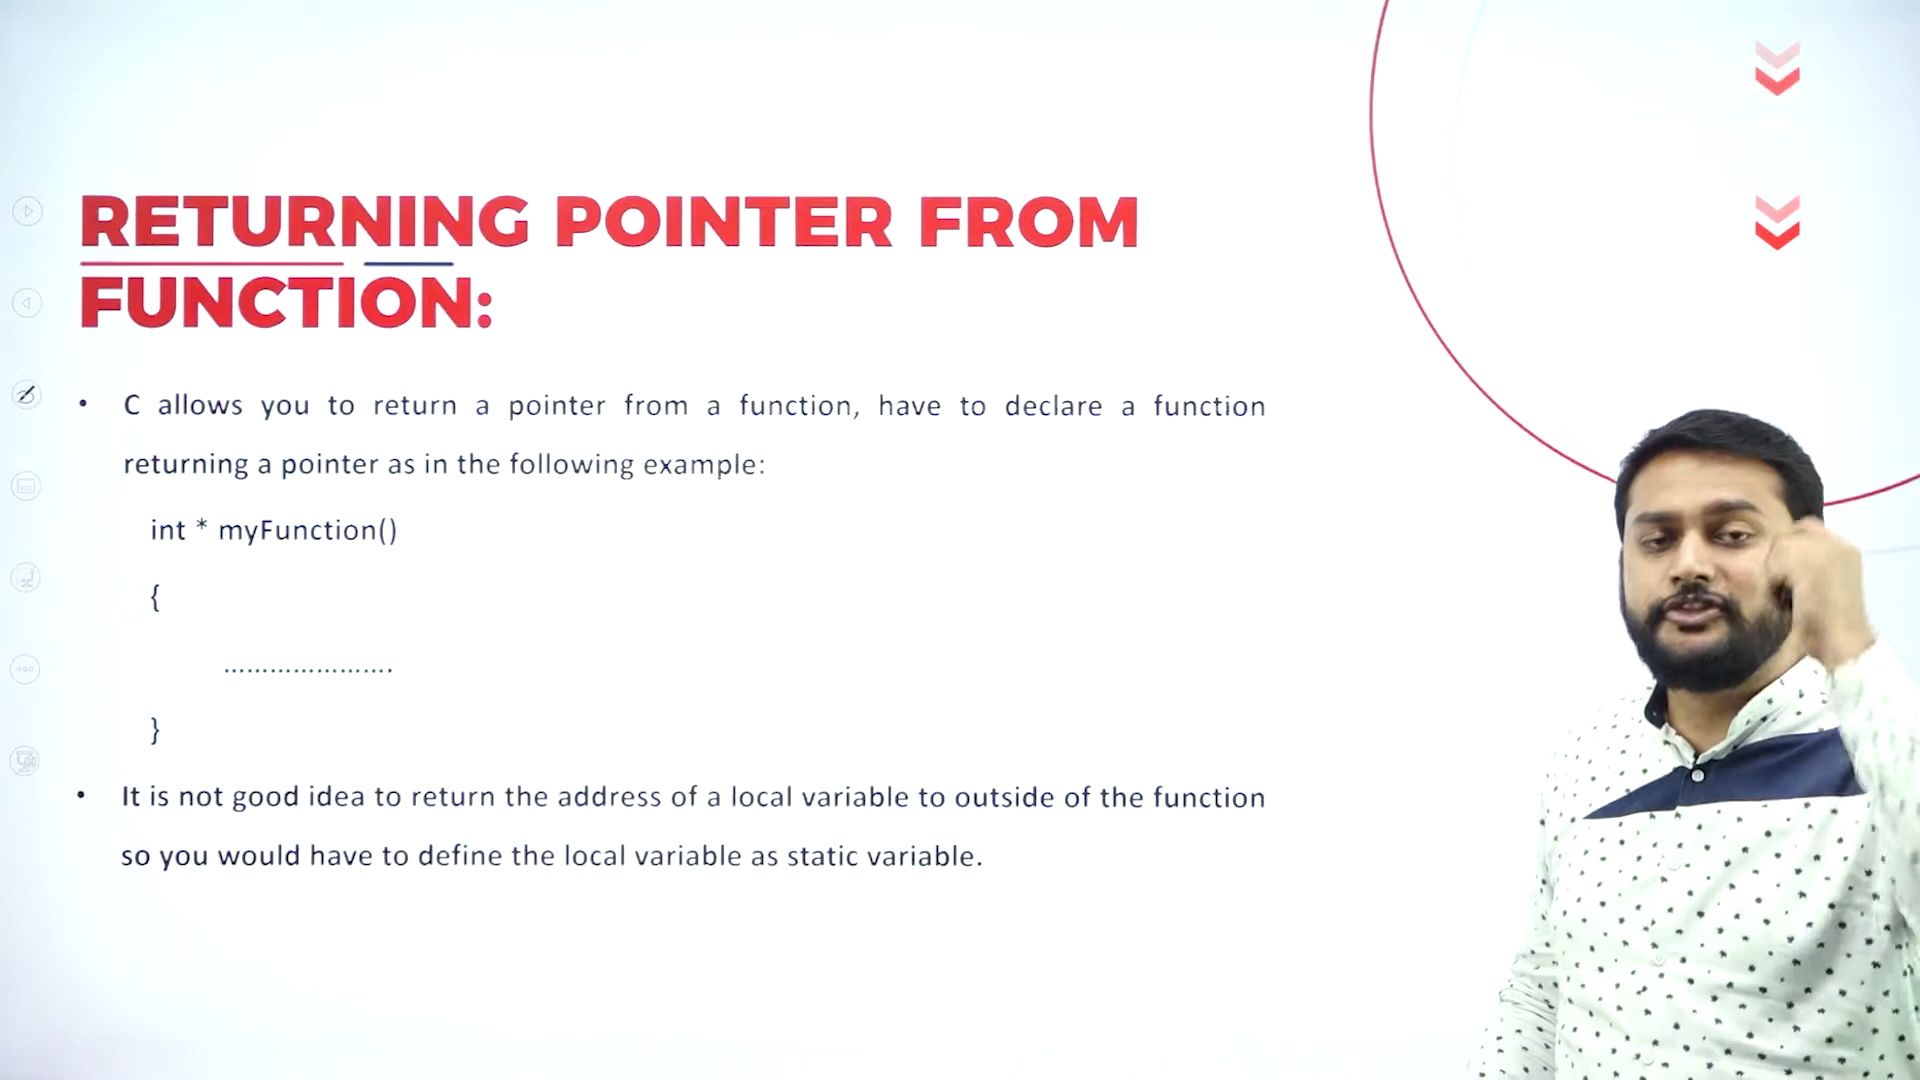 RETURNING POINTER FROM
FUNCTION:
• C allows you to return a pointer from a function, have to declare a function
returning a pointer as in the following example:
int * myFunction()
{
…………………..
}
• It is not good idea to return the address of a local variable to outside of the function
so you would have to define the local variable as static variable.